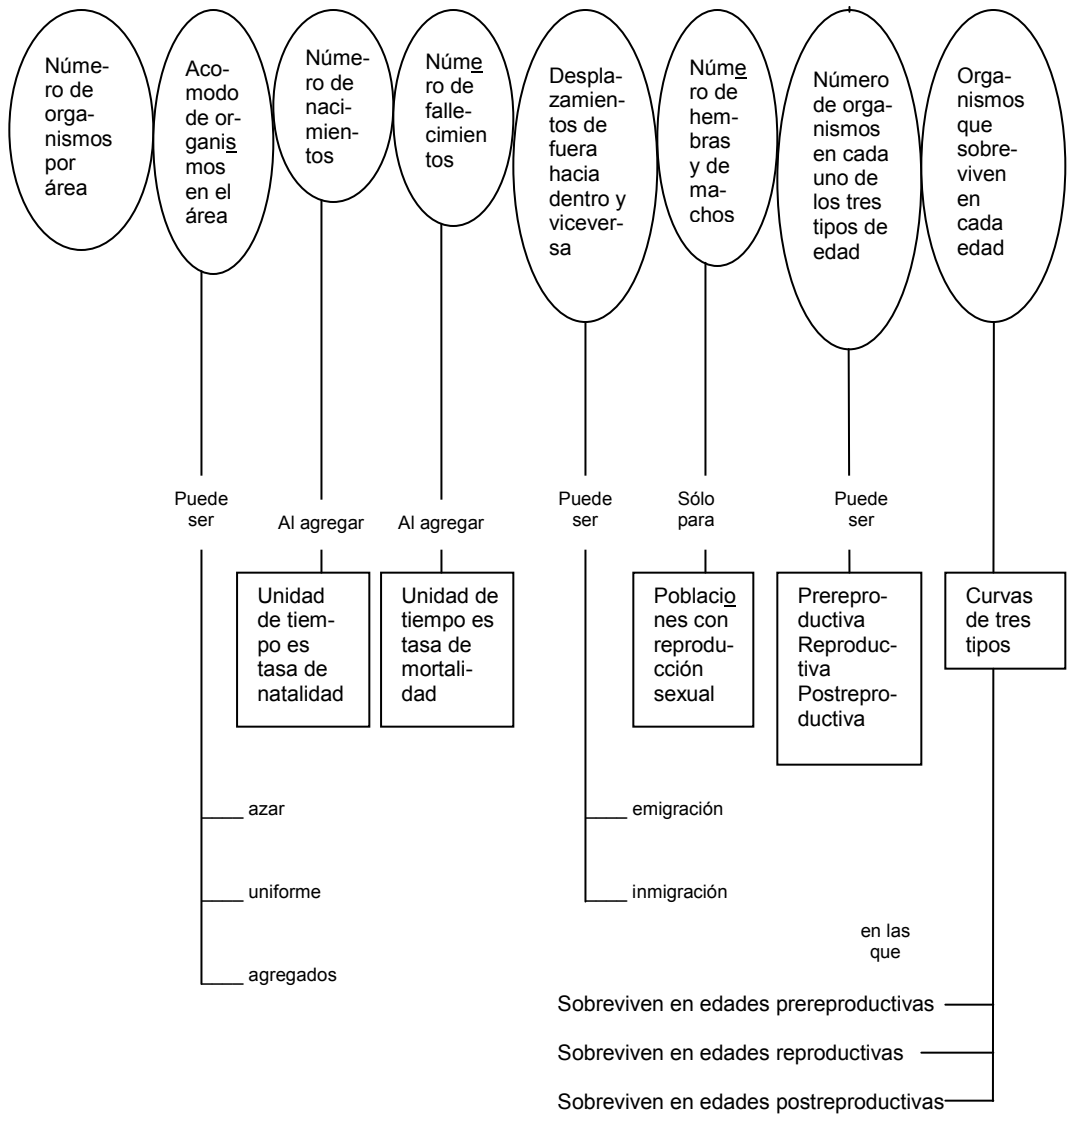 Núme-
ro de
orga-
nismos
por
área
Aco-
modo
de or-
ganis
mos
en el
área
Núme-
ro de
naci-
mien-
tos
Núme
ro de
falle-
cimien
tos
Despla-
zamien-
tos de
fuera
hacia
dentro y
vicever-
sa
Núme
ro de
hem-
bras
y de
ma-
chos
Número
de orga-
nismos
en cada
uno de
los tres
tipos de
edad
Orga-
nismos
que
sobre-
viven
en
cada
edad
Puede
ser
Al agregar
Al agregar
Puede
ser
Sólo
para
Puede
ser
Unidad
de tiem-
po es
tasa de
natalidad
Unidad de
tiempo es
tasa de
mortali-
dad
Poblacio
nes con
reprodu-
cción
sexual
Prerepro-
ductiva
Reproduc-
tiva
Postrepro-
ductiva
Curvas
de tres
tipos
azar
uniforme
agregados
emigración
inmigración
en las
que
Sobreviven en edades prereproductivas
Sobreviven en edades reproductivas
Sobreviven en edades postreproductivas